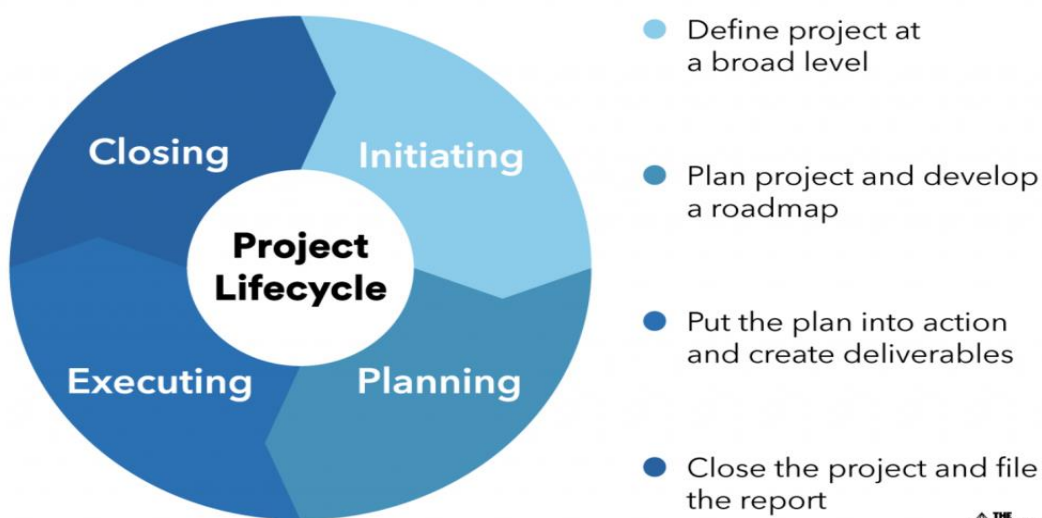 Closing
Initiating
Project
Lifecycle
Executing
Planning
Define project at
a broad level
Plan project and develop
a roadmap
Put the plan into action
and create deliverables
Close the project and file
the report
THE